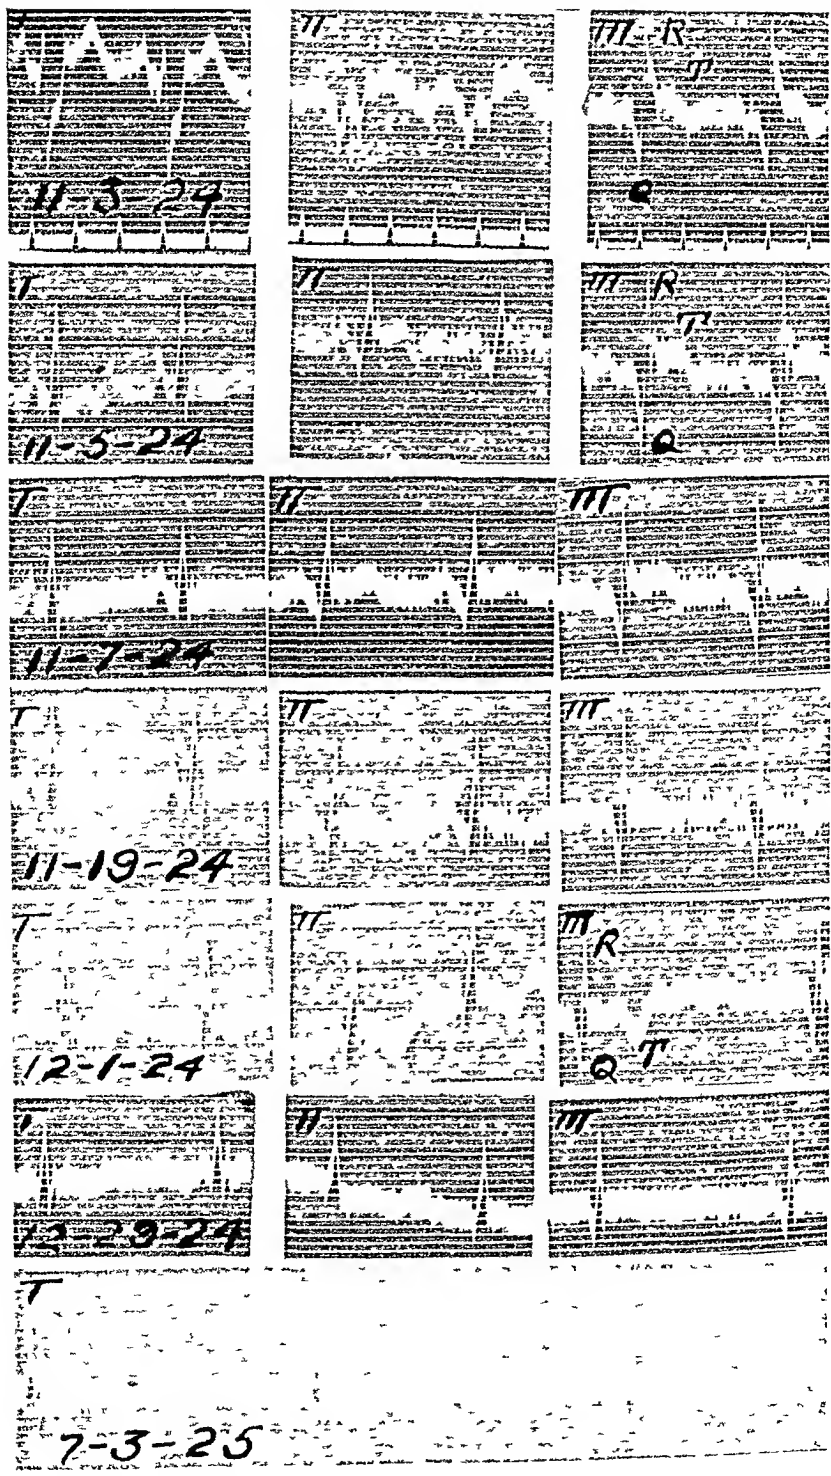 I II III R
T
11-3-24 Q
I II III R
T
11-5-24 Q
I II III
11-7-24
I II III
11-19-24
I II III R
12-1-24 Q T
I II III
12-29-24
I
7-3-25